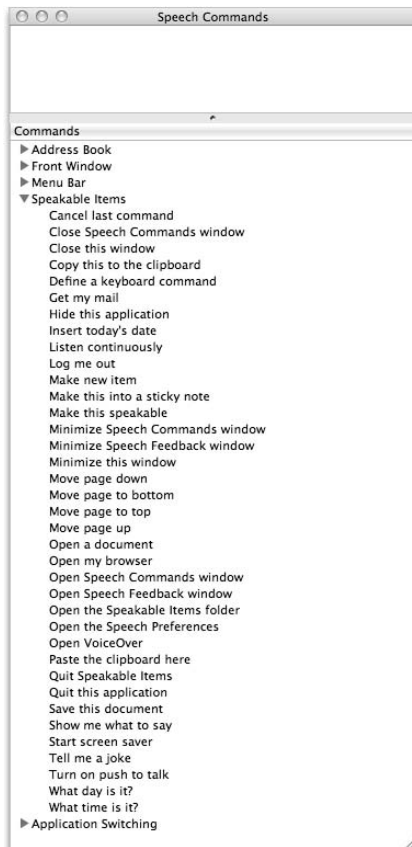 Speech Commands
Commands
Address Book
Front Window
Menu Bar
Speakable Items
Cancel last command
Close Speech Commands window
Close this window
Copy this to the clipboard
Define a keyboard command
Get my mail
Hide this application
Insert today's date
Listen continuously
Log me out
Make new item
Make this into a sticky note
Make this speakable
Minimize Speech Commands window
Minimize Speech Feedback window
Minimize this window
Move page down
Move page to bottom
Move page to top
Move page up
Open a document
Open my browser
Open Speech Commands window
Open Speech Feedback window
Open the Speakable Items folder
Open the Speech Preferences
Open VoiceOver
Paste the clipboard here
Quit Speakable Items
Quit this application
Save this document
Show me what to say
Start screen saver
Tell me a joke
Turn on push to talk
What day is it?
What time is it?
Application Switching